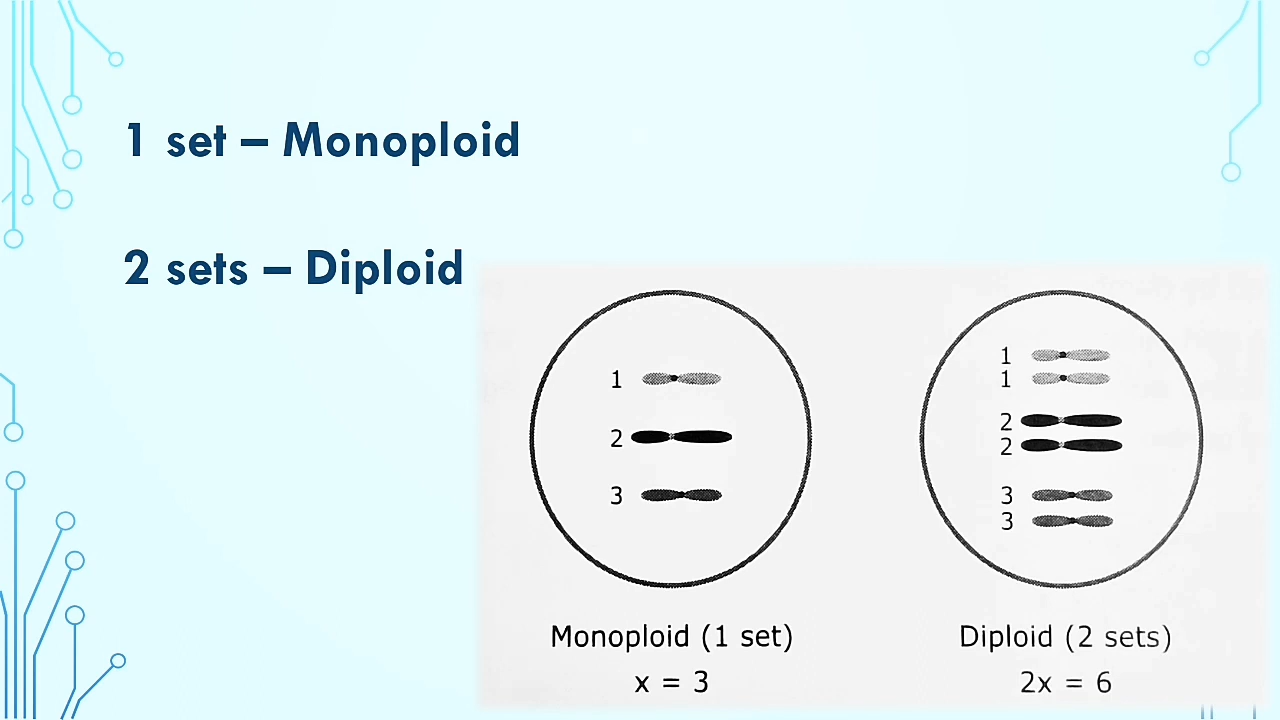 1 set – Monoploid
2 sets – Diploid
1
2
3
Monoploid (1 set)
x = 3
1
1
2
2
3
3
Diploid (2 sets)
2x = 6